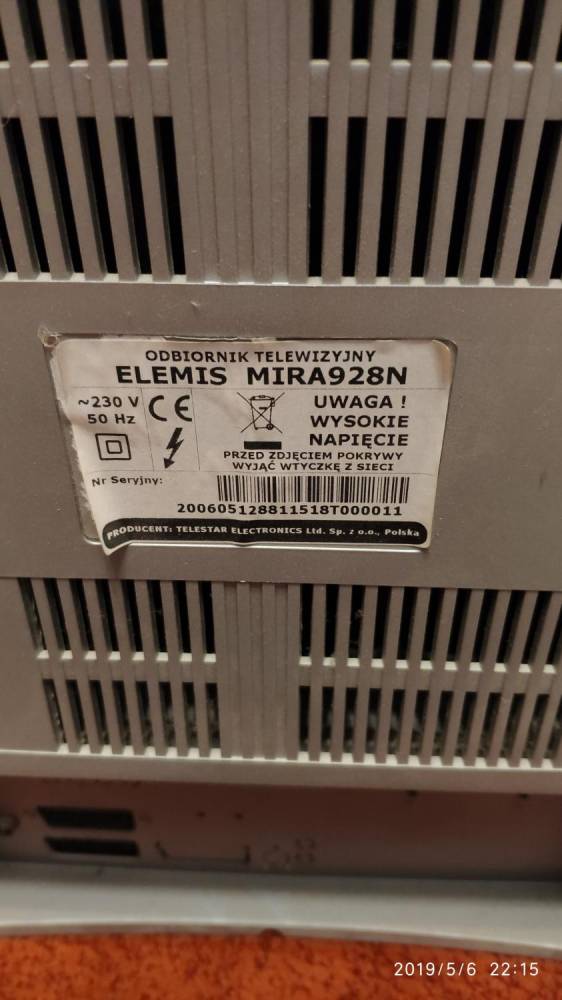 ODBIORNIK TELEWIZYJNY
ELEMIS MIRA928N
~230 V
50 Hz
CE
UWAGA !
WYSOKIE
NAPIĘCIE
PRZED ZDJĘCIEM POKRYWY
WYJĄĆ WTYCZKĘ Z SIECI
Nr Seryjny:
200605128811518T000011
PRODUCENT: TELESTAR ELECTRONICS Ltd. Sp. z o.o., Polska
2019/5/6 22:15